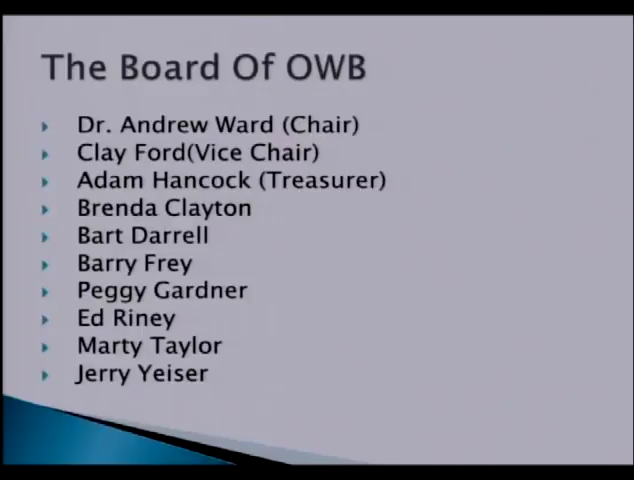 The Board Of OWB
Dr. Andrew Ward (Chair)
Clay Ford(Vice Chair)
Adam Hancock (Treasurer)
Brenda Clayton
Bart Darrell
Barry Frey
Peggy Gardner
Ed Riney
Marty Taylor
Jerry Yeiser